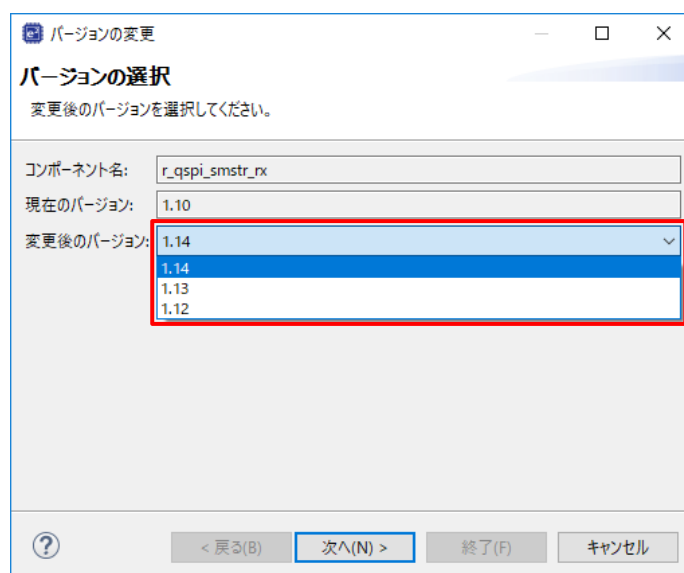 バージョンの変更
バージョンの選択
変更後のバージョンを選択してください。
コンポーネント名: r_qspi_smstr_rx
現在のバージョン: 1.10
変更後のバージョン: 1.14
1.14
1.13
1.12
< 戻る(B) 次へ(N) > 終了(F) キャンセル